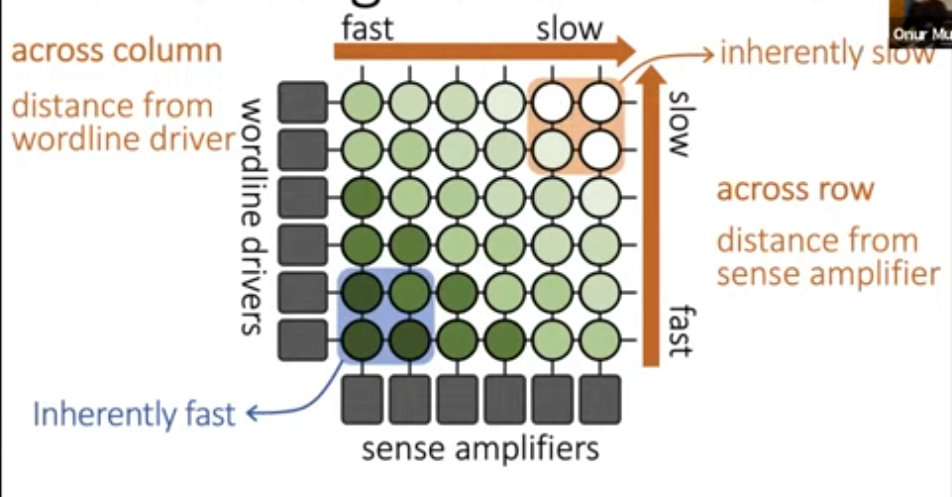 fast
slow
Onur Mu
across column
inherently slow
distance from
wordline driver
wordline drivers
slow
across row
distance from
sense amplifier
fast
Inherently fast
sense amplifiers